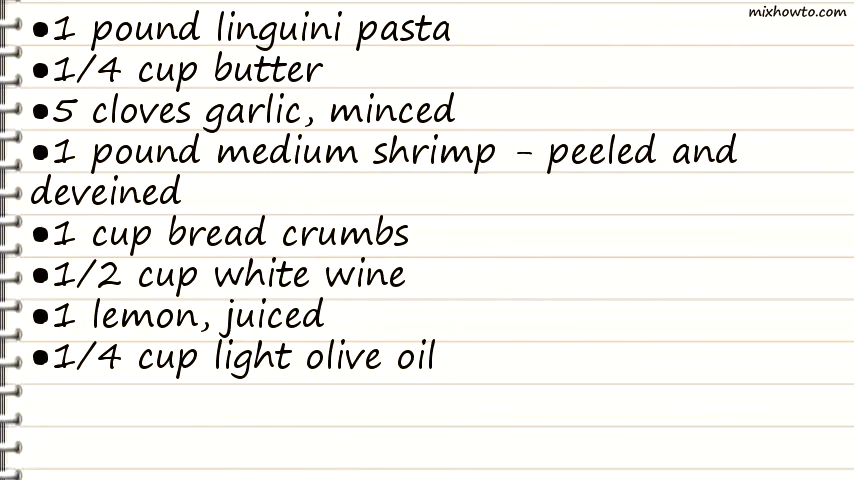 mixhowto.com
•1 pound linguini pasta
•1/4 cup butter
•5 cloves garlic, minced
•1 pound medium shrimp - peeled and
deveined
•1 cup bread crumbs
•1/2 cup white wine
•1 lemon, juiced
•1/4 cup light olive oil